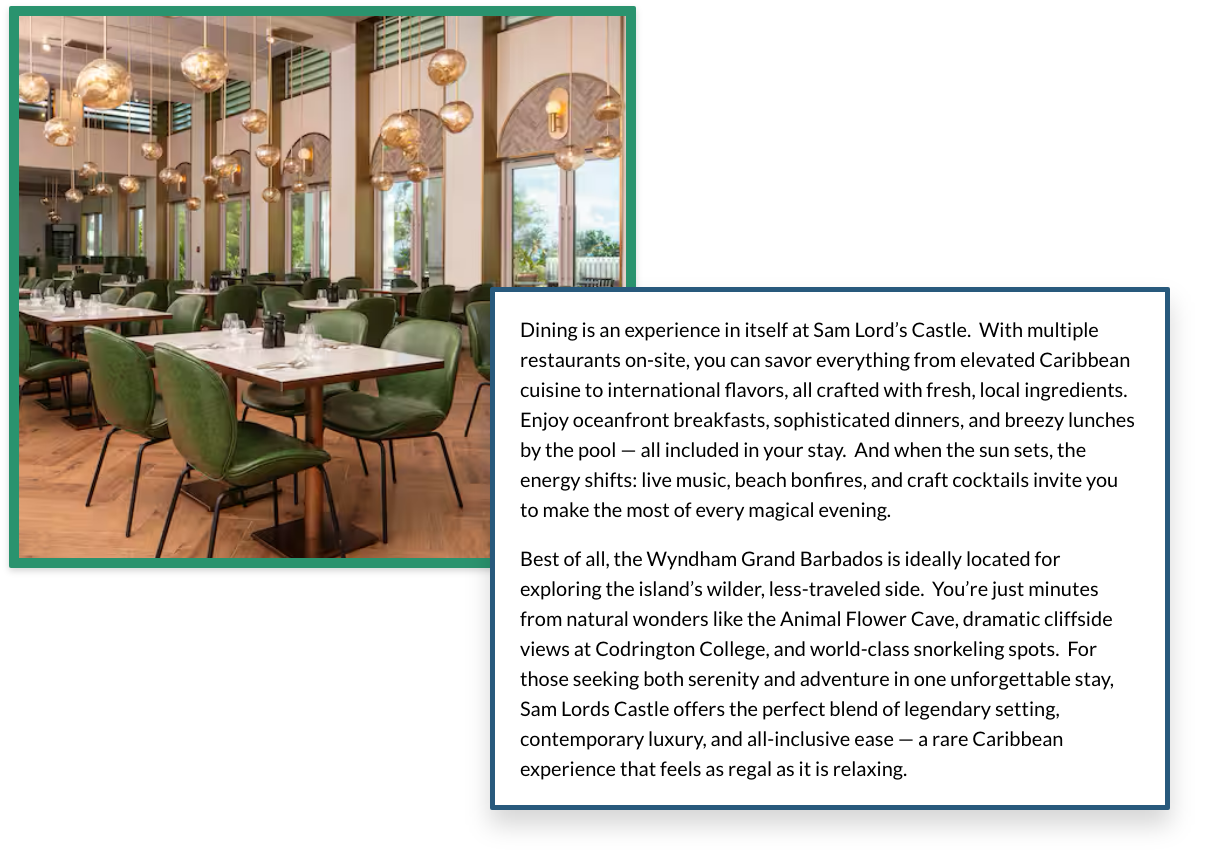 Dining is an experience in itself at Sam Lord’s Castle.  With multiple
restaurants on-site, you can savor everything from elevated Caribbean
cuisine to international flavors, all crafted with fresh, local ingredients.
Enjoy oceanfront breakfasts, sophisticated dinners, and breezy lunches
by the pool — all included in your stay.  And when the sun sets, the
energy shifts: live music, beach bonfires, and craft cocktails invite you
to make the most of every magical evening.
Best of all, the Wyndham Grand Barbados is ideally located for
exploring the island’s wilder, less-traveled side.  You’re just minutes
from natural wonders like the Animal Flower Cave, dramatic cliffside
views at Codrington College, and world-class snorkeling spots.  For
those seeking both serenity and adventure in one unforgettable stay,
Sam Lords Castle offers the perfect blend of legendary setting,
contemporary luxury, and all-inclusive ease — a rare Caribbean
experience that feels as regal as it is relaxing.